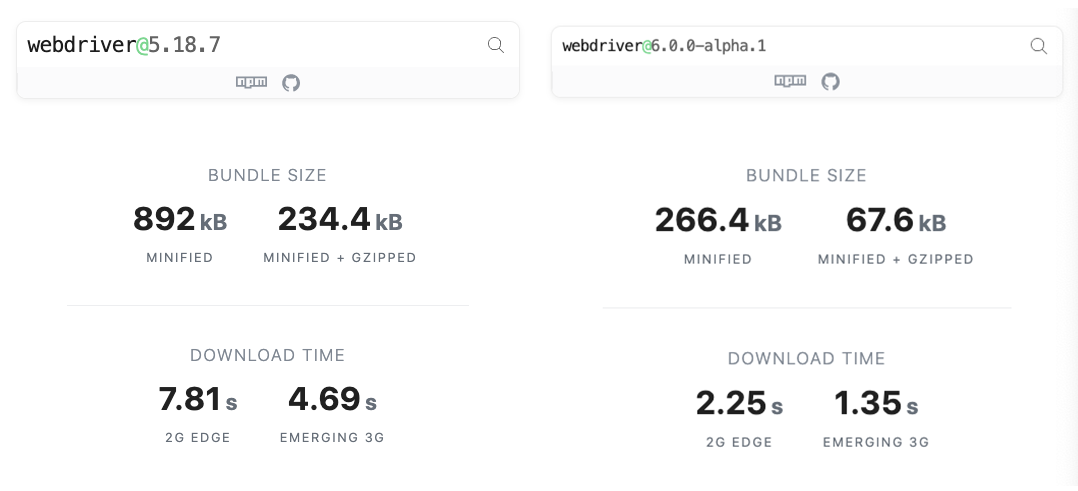 webdriver@5.18.7
npm
BUNDLE SIZE
892 kB 234.4 kB
MINIFIED MINIFIED + GZIPPED
DOWNLOAD TIME
7.81 s 4.69 s
2G EDGE EMERGING 3G
webdriver@6.0.0-alpha.1
npm
BUNDLE SIZE
266.4 kB 67.6 kB
MINIFIED MINIFIED + GZIPPED
DOWNLOAD TIME
2.25 s 1.35 s
2G EDGE EMERGING 3G